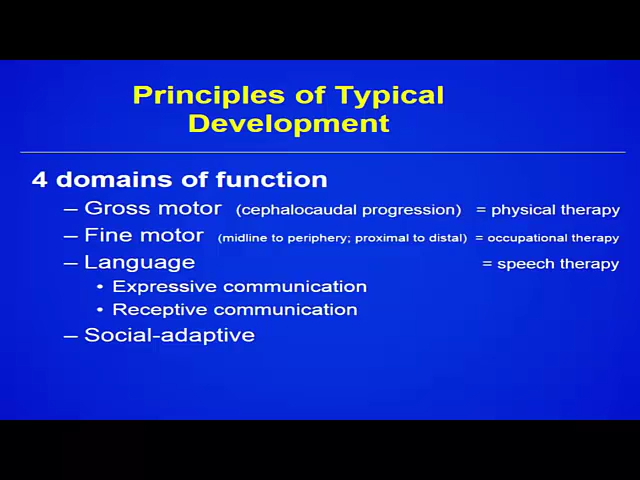 Principles of Typical
Development
4 domains of function
– Gross motor (cephalocaudal progression) = physical therapy
– Fine motor (midline to periphery; proximal to distal) = occupational therapy
– Language = speech therapy
• Expressive communication
• Receptive communication
– Social-adaptive